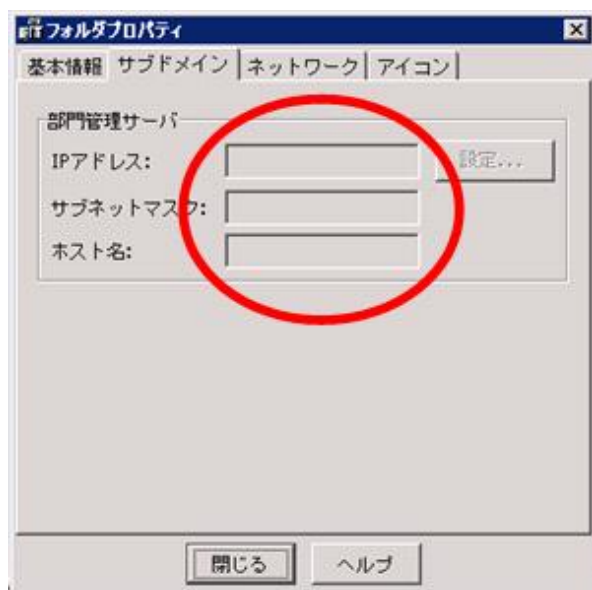 フォルダプロパティ
基本情報 サブドメイン ネットワーク アイコン
部門管理サーバ
IPアドレス: 設定...
サブネットマスク:
ホスト名:
閉じる ヘルプ